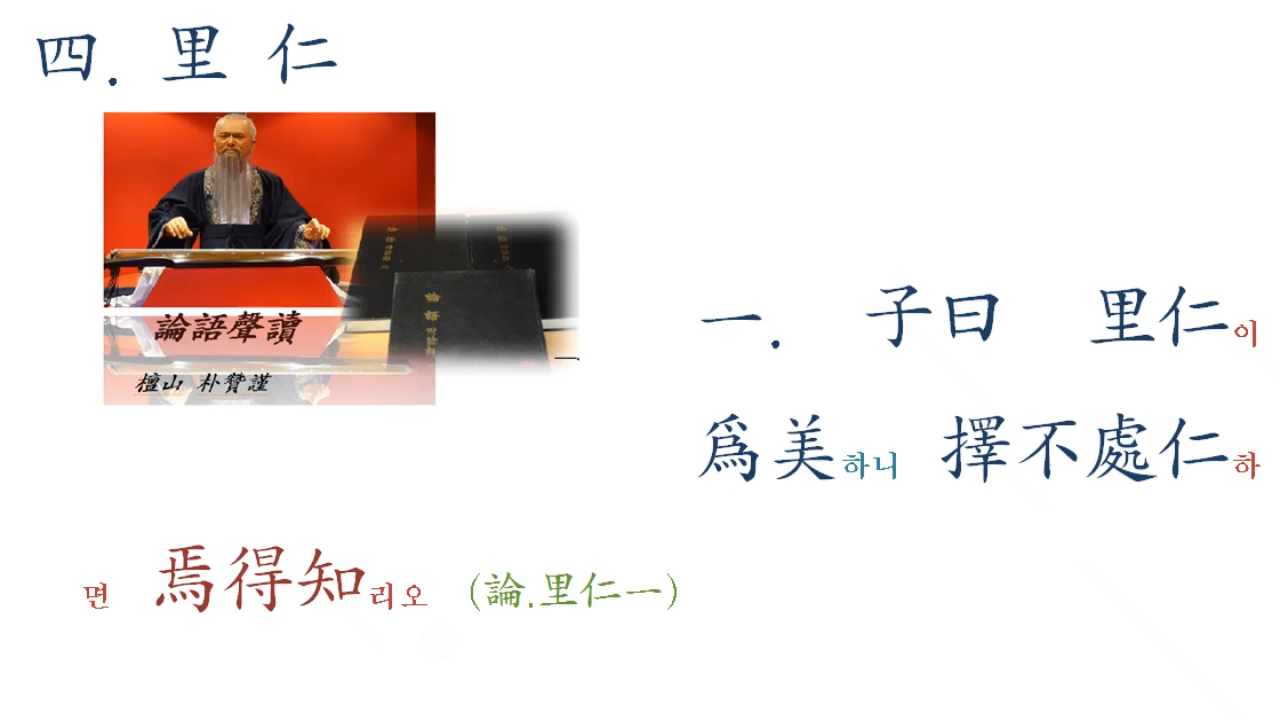 四. 里 仁
論語聲讀
檀山 朴贊謹
一. 子曰 里仁이
爲美하니 擇不處仁하
면 焉得知리오 (論.里仁一)